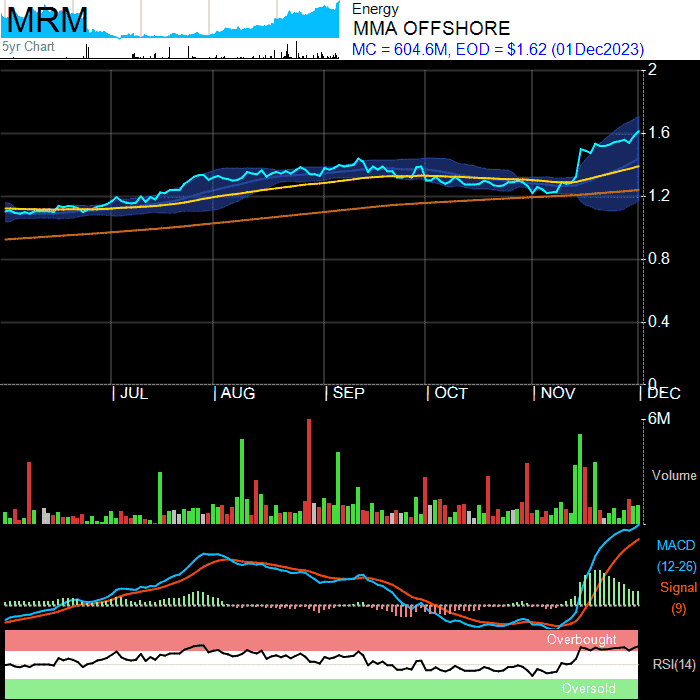 MRM
5yr Chart
Energy
MMA OFFSHORE
MC = 604.6M, EOD = $1.62 (01Dec2023)
2
1.6
1.2
0.8
0.4
0
JUL AUG SEP OCT NOV DEC
6M
Volume
MACD
(12-26)
Signal
(9)
Overbought
RSI(14)
Oversold